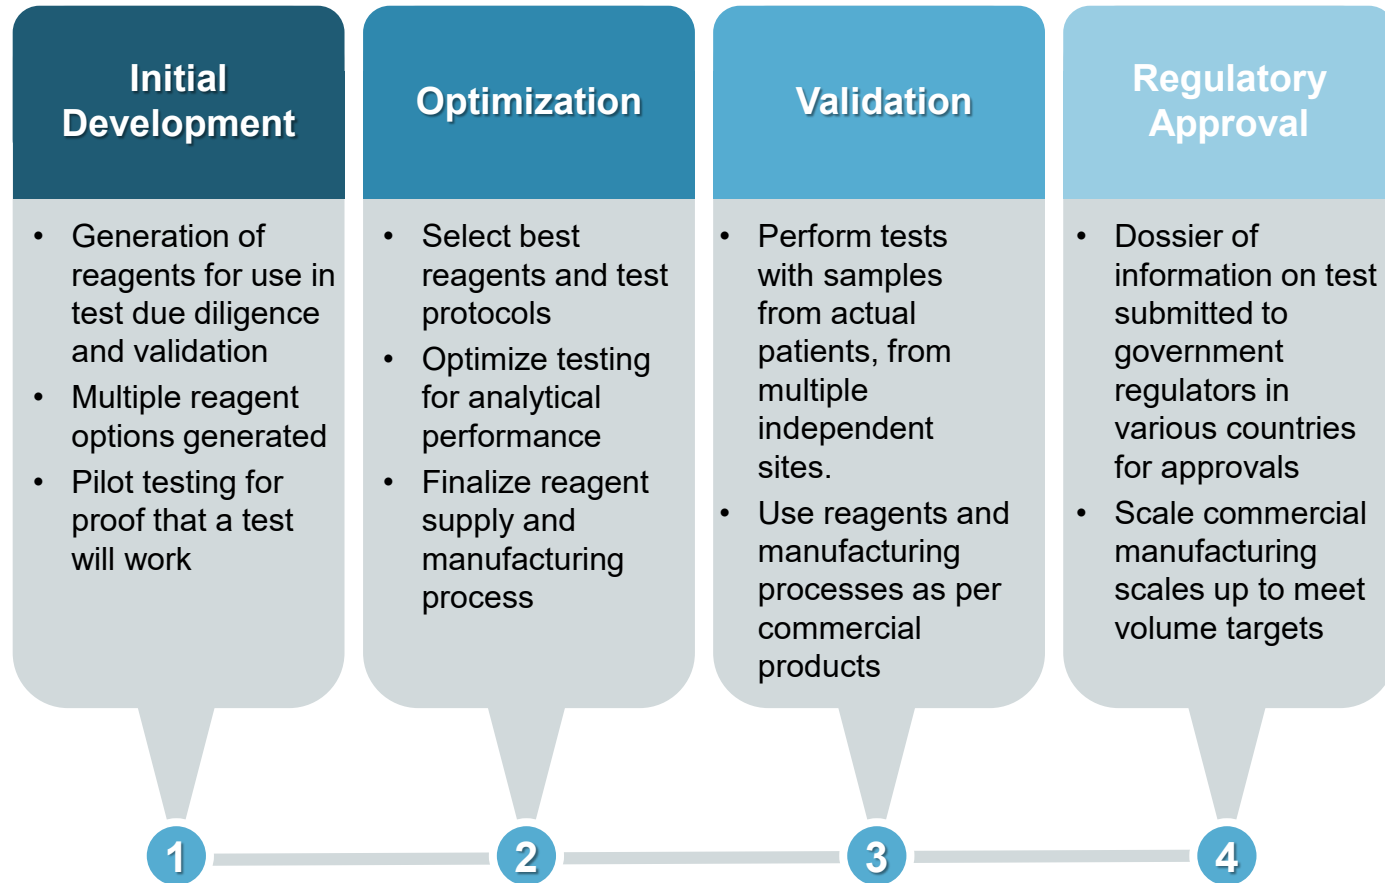 Initial
Development
• Generation of
reagents for use in
test due diligence
and validation
• Multiple reagent
options generated
• Pilot testing for
proof that a test
will work
Optimization
• Select best
reagents and test
protocols
• Optimize testing
for analytical
performance
• Finalize reagent
supply and
manufacturing
process
Validation
• Perform tests
with samples
from actual
patients, from
multiple
independent
sites.
• Use reagents and
manufacturing
processes as per
commercial
products
Regulatory
Approval
• Dossier of
information on test
submitted to
government
regulators in
various countries
for approvals
• Scale commercial
manufacturing
scales up to meet
volume targets
1
2
3
4